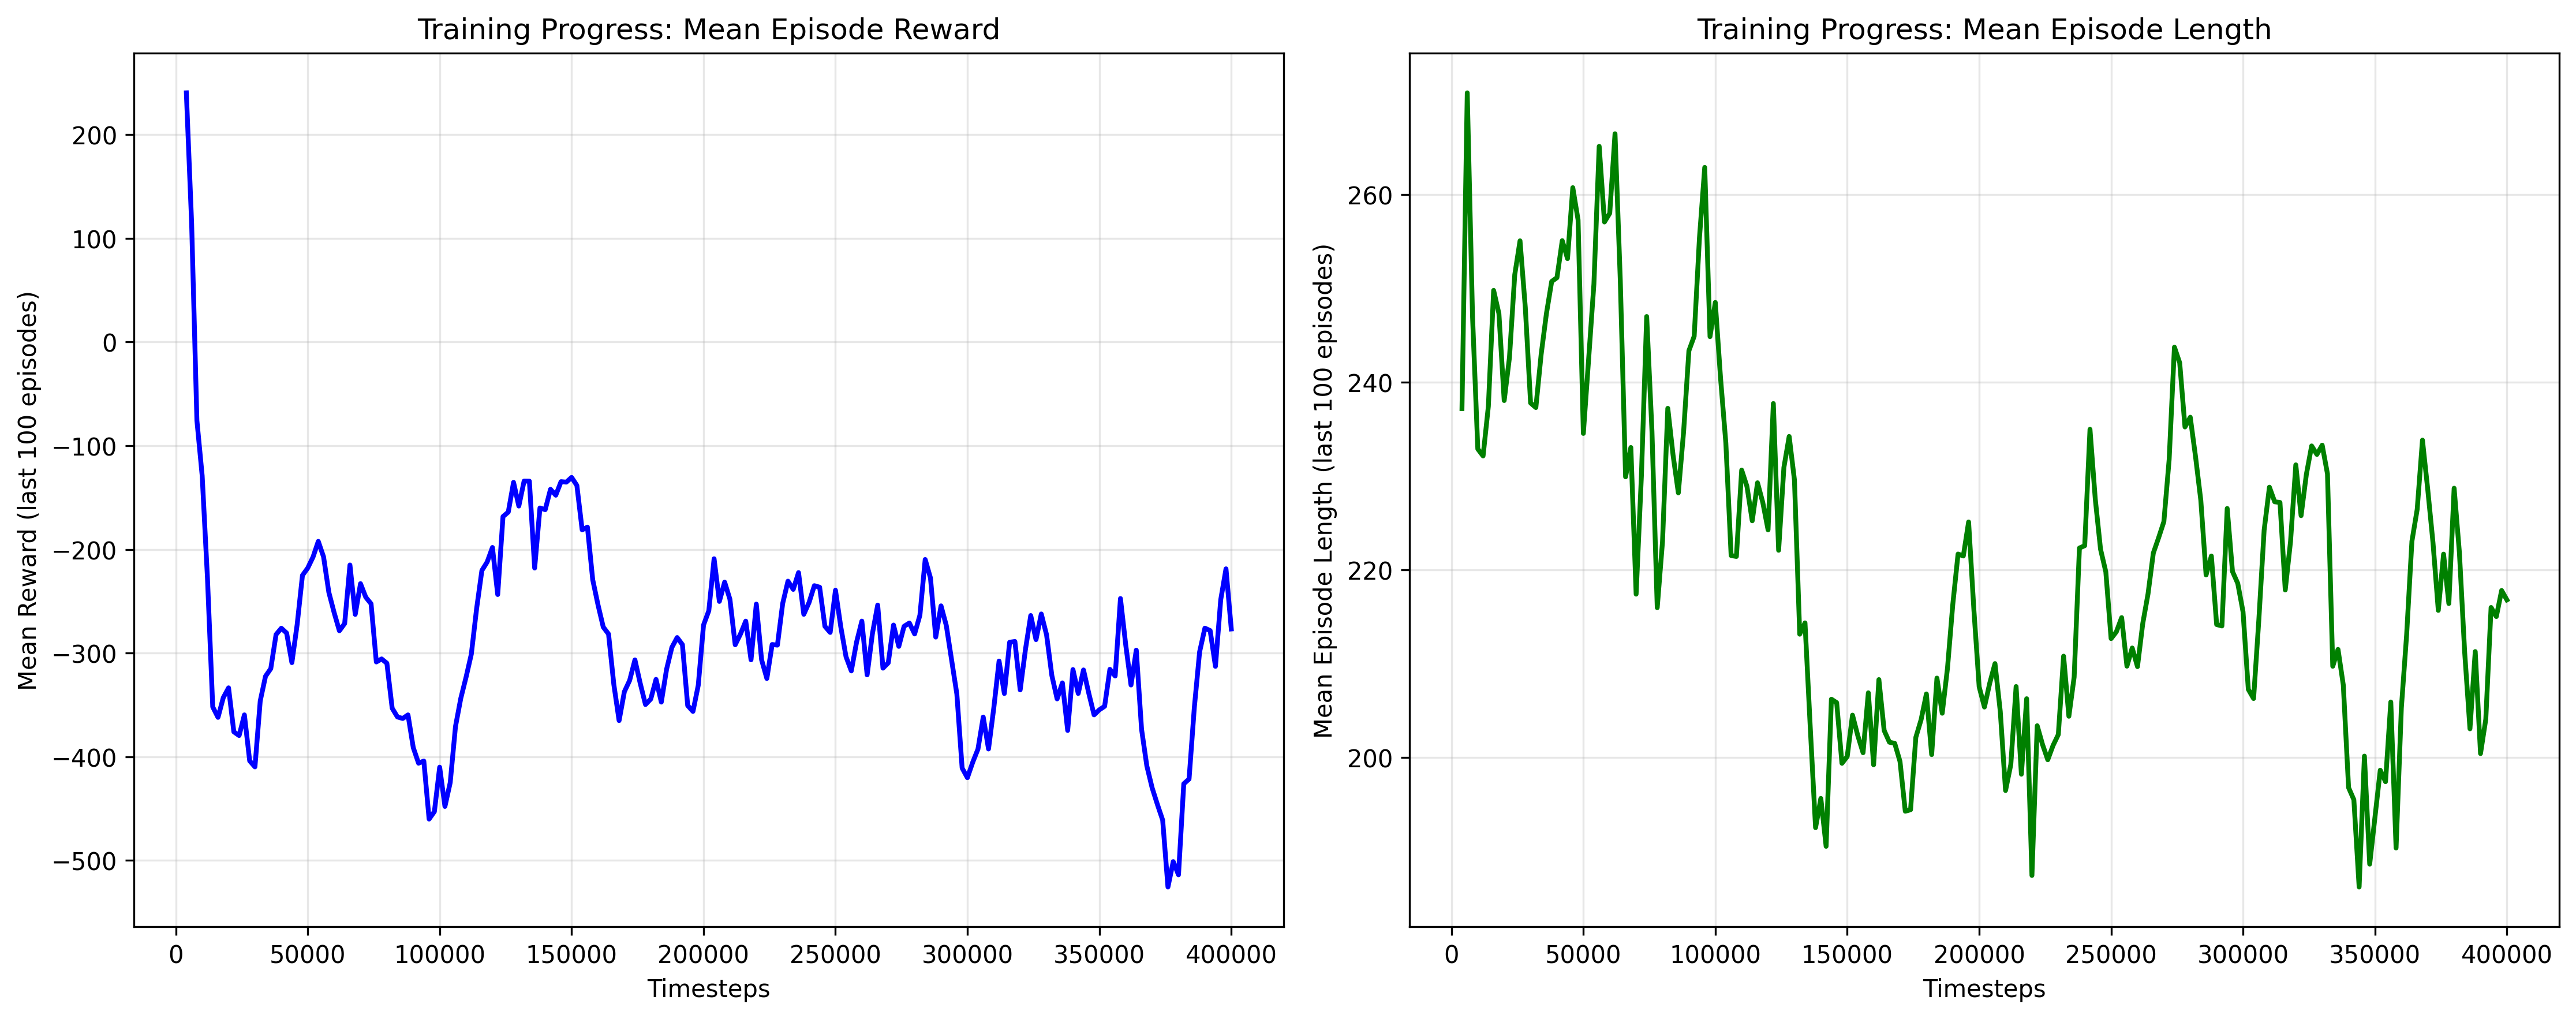 Training Progress: Mean Episode Reward
Mean Reward (last 100 episodes)
200
100
0
−100
−200
−300
−400
−500
0 50000 100000 150000 200000 250000 300000 350000 400000
Timesteps
Training Progress: Mean Episode Length
Mean Episode Length (last 100 episodes)
260
240
220
200
0 50000 100000 150000 200000 250000 300000 350000 400000
Timesteps